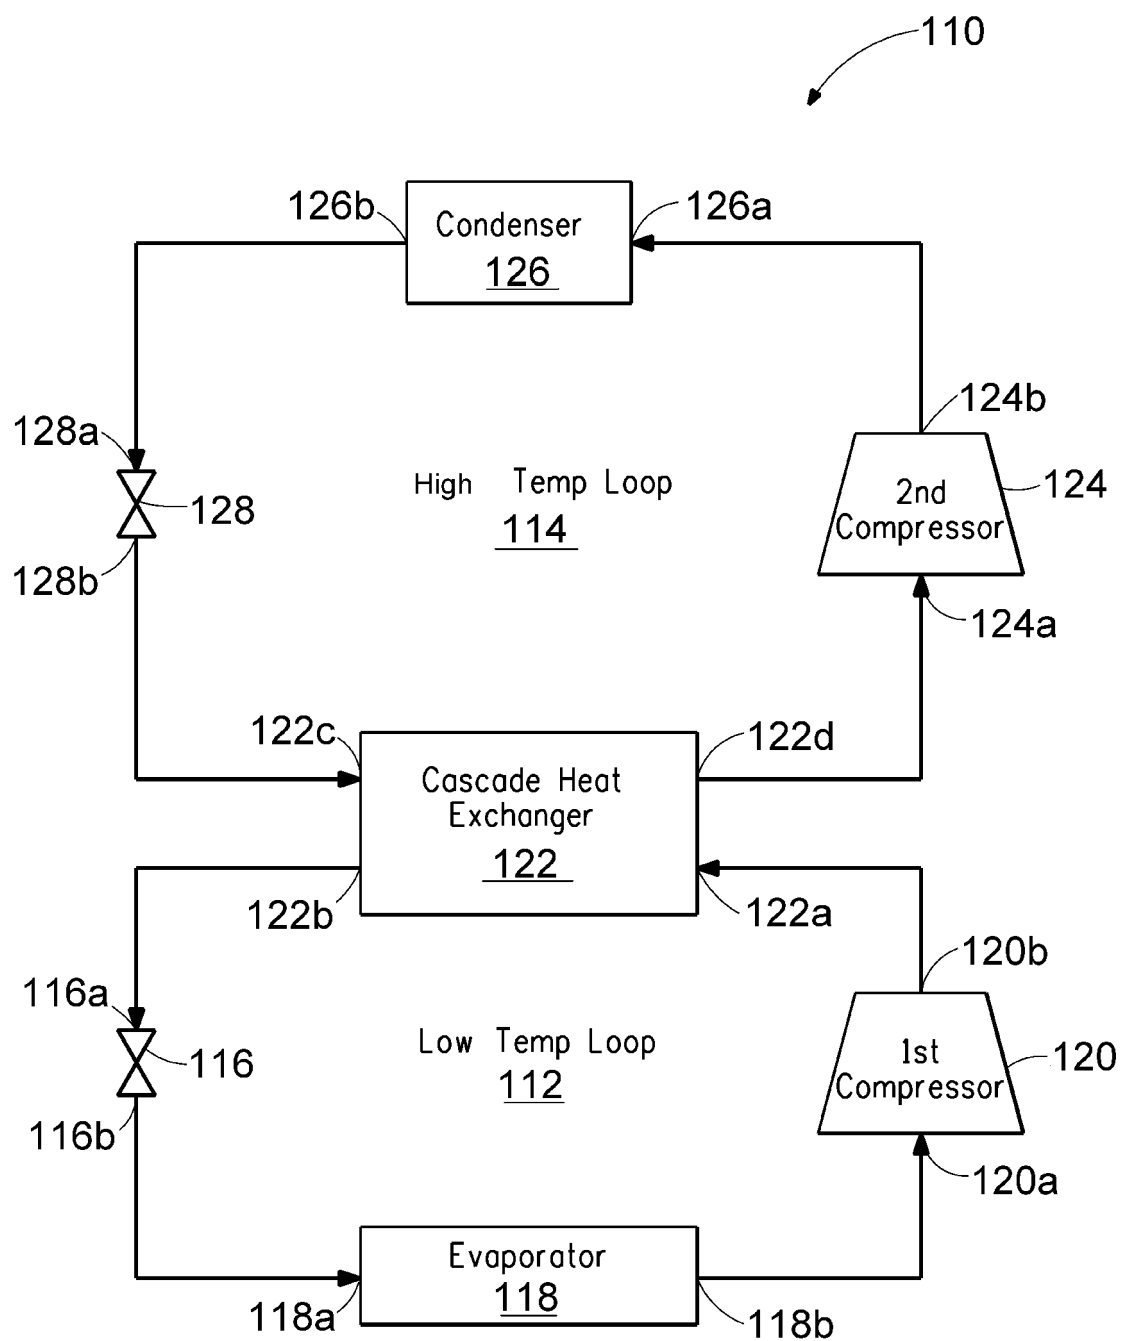 110
126b
Condenser
126
126a
128a
128
128b
High Temp Loop
114
124b
2nd
Compressor
124
124a
122c
Cascade Heat
Exchanger
122
122d
122b
122a
116a
116
116b
Low Temp Loop
112
120b
1st
Compressor
120
120a
Evaporator
118
118a
118b